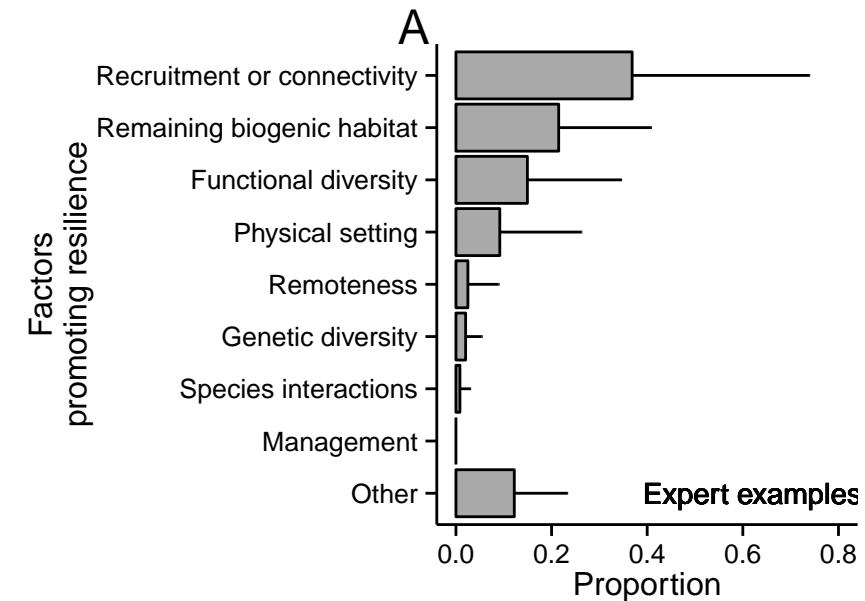 A
Factors
promoting resilience
Recruitment or connectivity
Remaining biogenic habitat
Functional diversity
Physical setting
Remoteness
Genetic diversity
Species interactions
Management
Other
Expert examples
0.0 0.2 0.4 0.6 0.8
Proportion